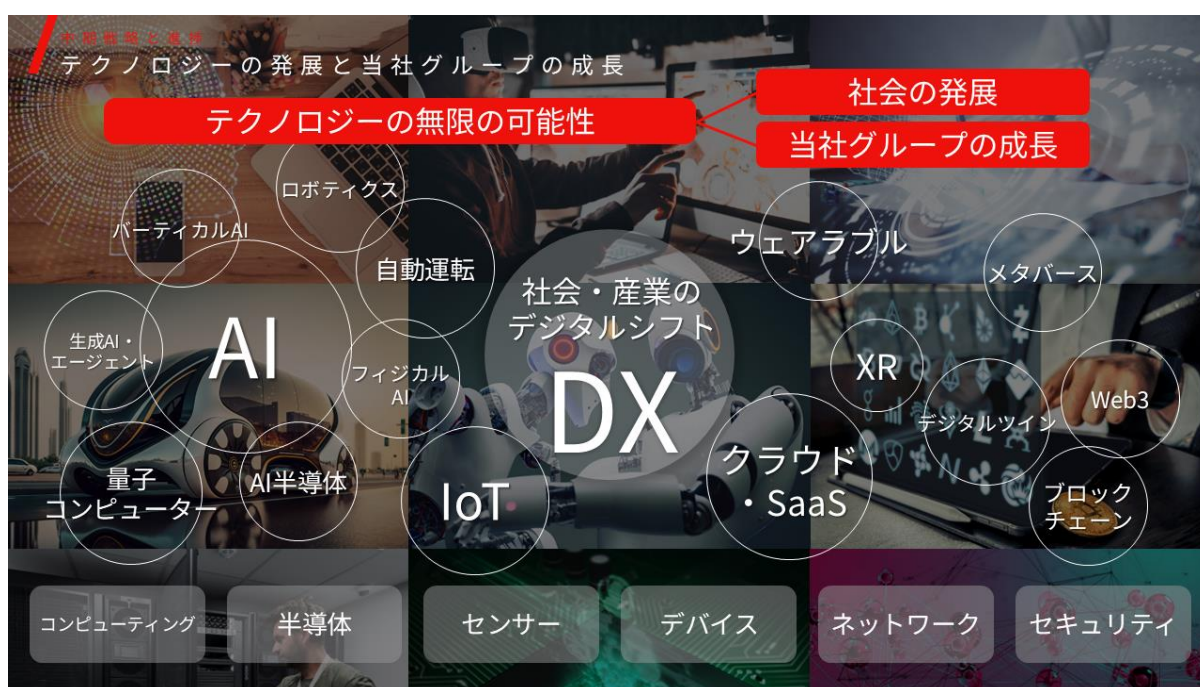 中期戦略と進捗
テクノロジーの発展と当社グループの成長
テクノロジーの無限の可能性
社会の発展
当社グループの成長
ロボティクス
バーティカルAI
自動運転
ウェアラブル
メタバース
社会・産業の
デジタルシフト
DX
生成AI・
エージェント
AI
フィジカル
AI
XR
デジタルツイン
Web3
量子
コンピューター
AI半導体
IoT
クラウド
・SaaS
ブロック
チェーン
コンピューティング
半導体
センサー
デバイス
ネットワーク
セキュリティ